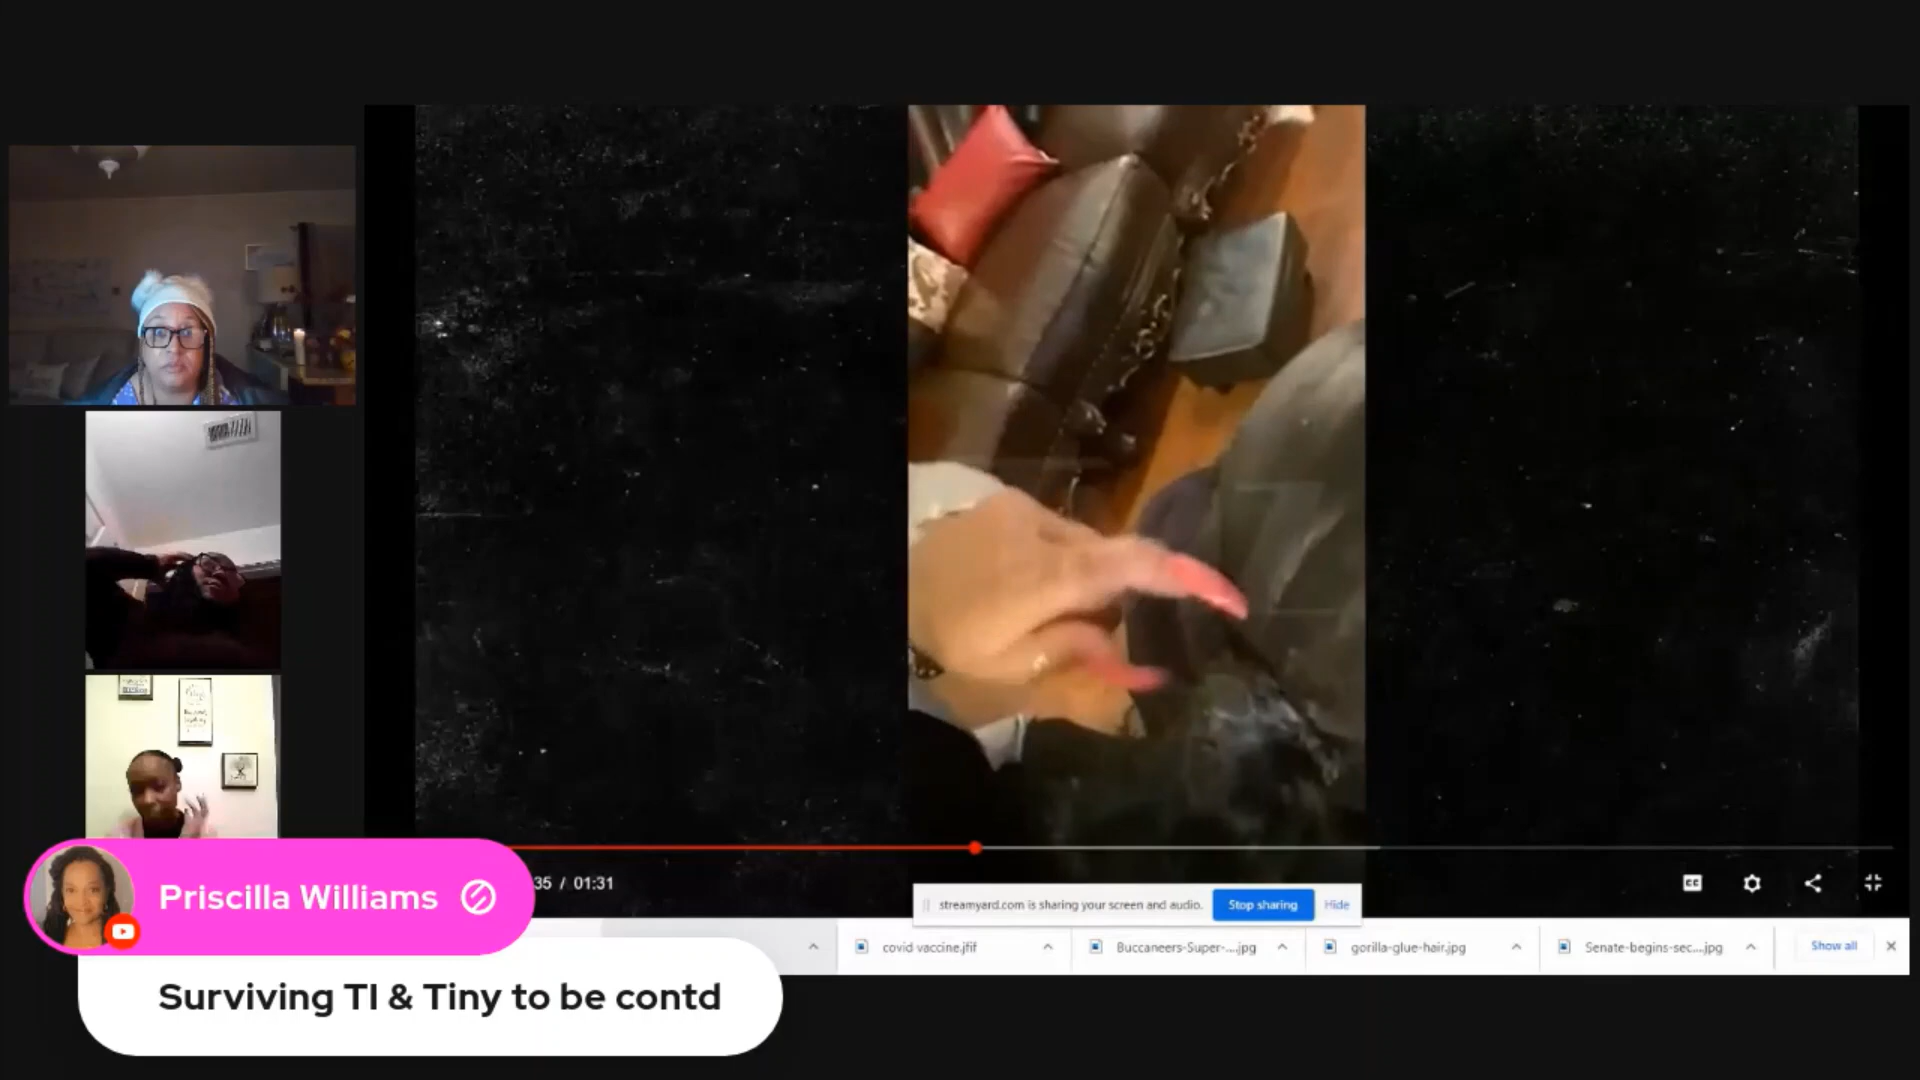 Priscilla Williams
Surviving TI & Tiny to be contd
35 / 01:31
CC
streamyard.com is sharing your screen and audio.
Stop sharing
Hide
covid vaccine.jfif
Buccaneers-Super-....jpg
gorilla-glue-hair.jpg
Senate-begins-sec....jpg
Show all